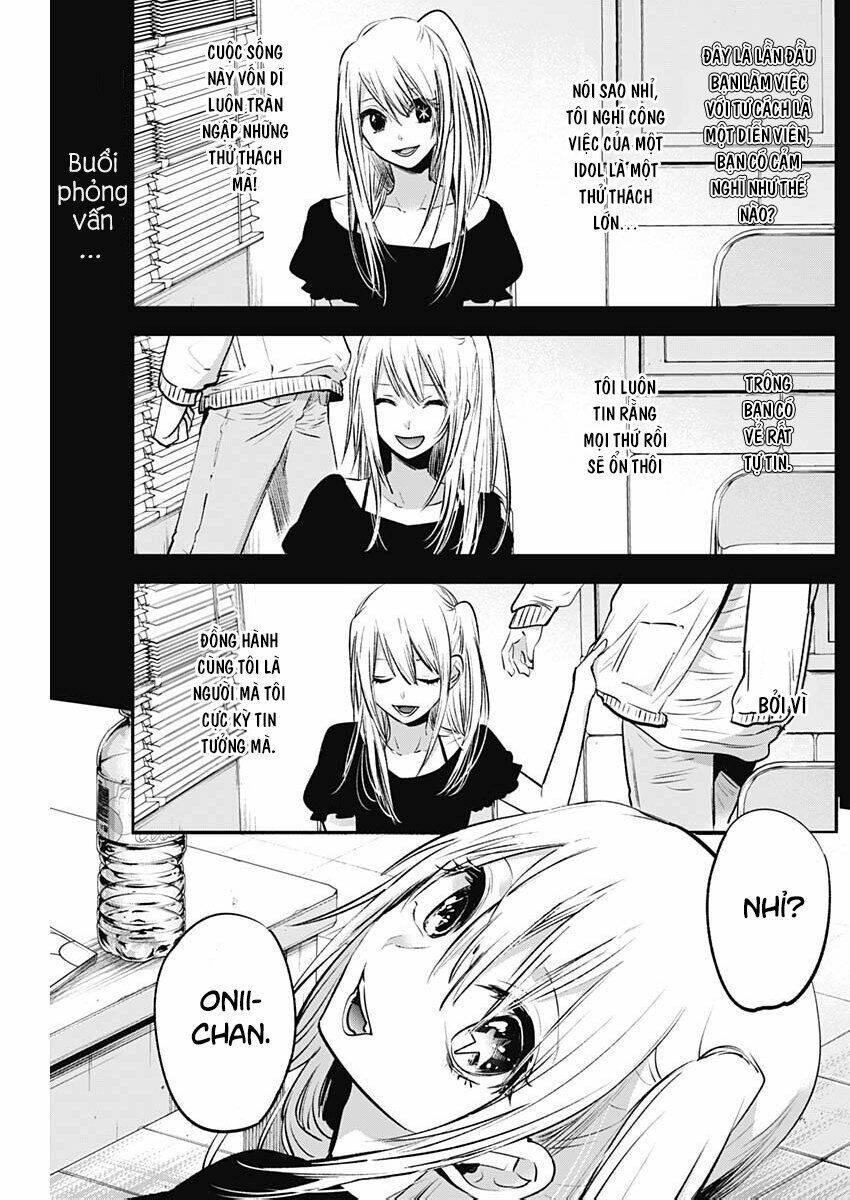 Buổi
phỏng
vấn
...
ĐÂY LÀ LẦN ĐẦU
BẠN LÀM VIỆC
VỚI TƯ CÁCH LÀ
MỘT DIỄN VIÊN,
BẠN CÓ CẢM
NGHĨ NHƯ THẾ
NÀO?
NÓI SAO NHỈ,
TÔI NGHĨ CÔNG
VIỆC CỦA MỘT
IDOL LÀ MỘT
THỬ THÁCH
LỚN...
CUỘC SỐNG
NÀY VỐN DĨ
LUÔN TRÀN
NGẬP NHỮNG
THỬ THÁCH
MÀ!
TRÔNG
BẠN CÓ
VẺ RẤT
TỰ TIN.
TÔI LUÔN
TIN RẰNG
MỌI THỨ RỒI
SẼ ỔN THÔI
BỞI VÌ
ĐỒNG HÀNH
CÙNG TÔI LÀ
NGƯỜI MÀ TÔI
CỰC KỲ TIN
TƯỞNG MÀ.
NHỈ?
ONII-
CHAN.